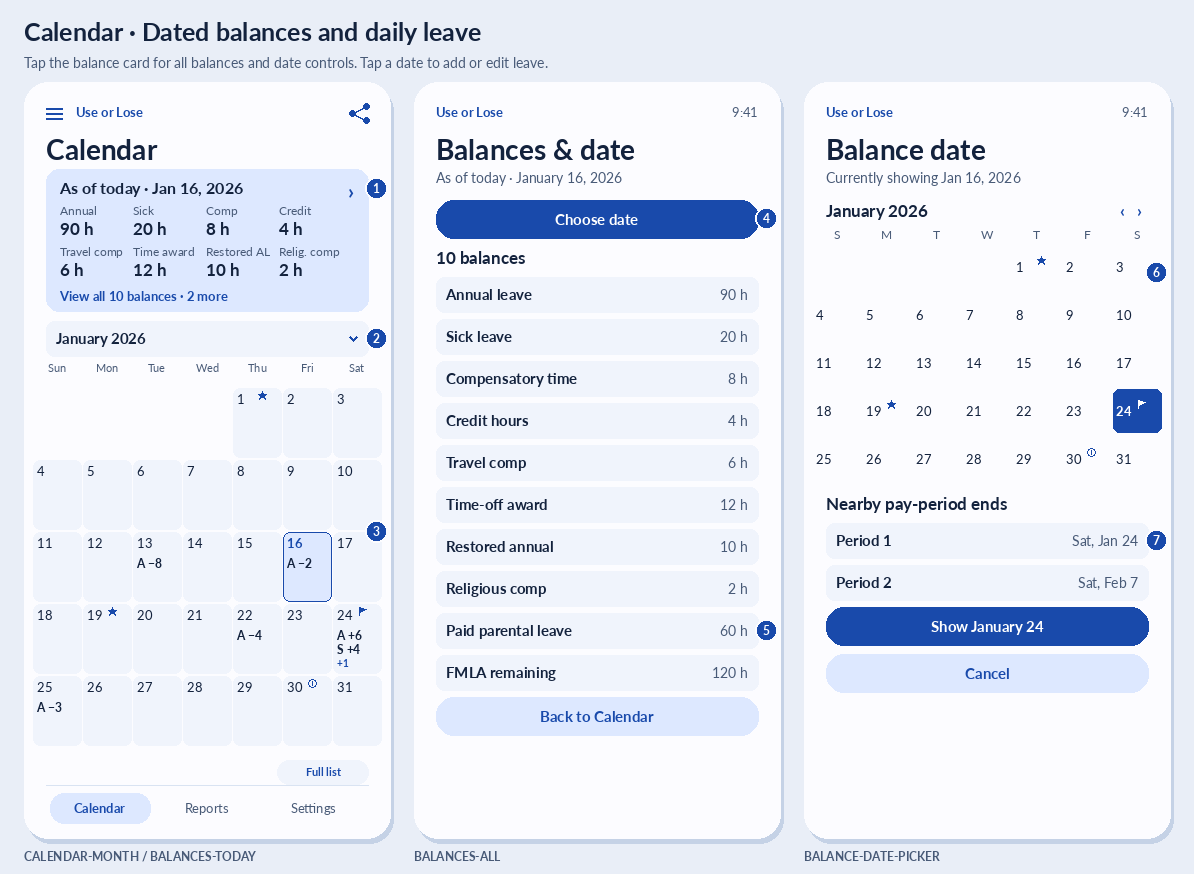 Calendar · Dated balances and daily leave
Tap the balance card for all balances and date controls. Tap a date to add or edit leave.
Use or Lose
Calendar
As of today · Jan 16, 2026 ›
1
Annual Sick Comp Credit
90 h 20 h 8 h 4 h
Travel comp Time award Restored AL Relig. comp
6 h 12 h 10 h 2 h
View all 10 balances · 2 more
January 2026
2
Sun Mon Tue Wed Thu Fri Sat
1 ★ 2 3
4 5 6 7 8 9 10
3
11 12 13 14 15 16 17
A −8 A −2
18 19 ★ 20 21 22 23 24
A −4 A +6
S +4
+1
25 26 27 28 29 30 31
A −3
Full list
Calendar Reports Settings
CALENDAR-MONTH / BALANCES-TODAY
Use or Lose 9:41
Balances & date
As of today · January 16, 2026
Choose date
4
10 balances
Annual leave 90 h
Sick leave 20 h
Compensatory time 8 h
Credit hours 4 h
Travel comp 6 h
Time-off award 12 h
Restored annual 10 h
Religious comp 2 h
Paid parental leave 60 h
5
FMLA remaining 120 h
Back to Calendar
BALANCES-ALL
Use or Lose 9:41
Balance date
Currently showing Jan 16, 2026
January 2026 ‹ ›
S M T W T F S
1 ★ 2 3
6
4 5 6 7 8 9 10
11 12 13 14 15 16 17
18 19 ★ 20 21 22 23 24
25 26 27 28 29 30 31
Nearby pay-period ends
Period 1 Sat, Jan 24
7
Period 2 Sat, Feb 7
Show January 24
Cancel
BALANCE-DATE-PICKER